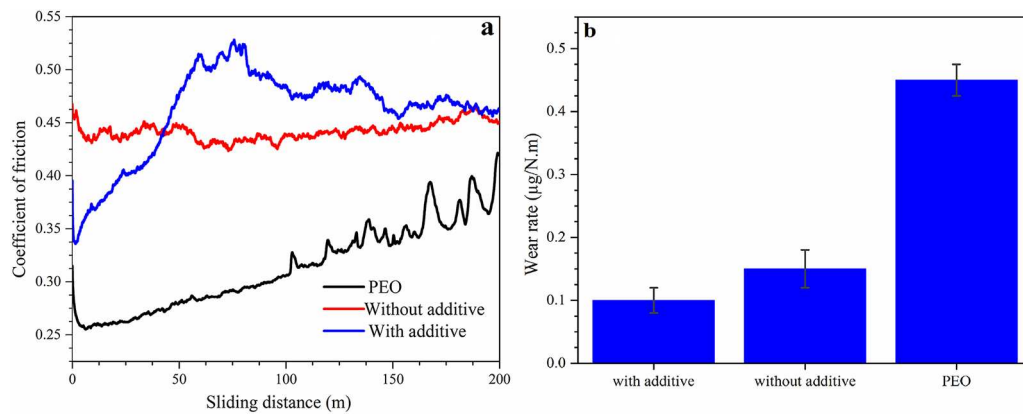 a
0.55
0.50
0.45
0.40
0.35
0.30
0.25
Coefficient of friction
PEO
Without additive
With additive
0 50 100 150 200
Sliding distance (m)
b
0.5
0.4
0.3
0.2
0.1
0.0
Wear rate (µg/N.m)
with additive without additive PEO